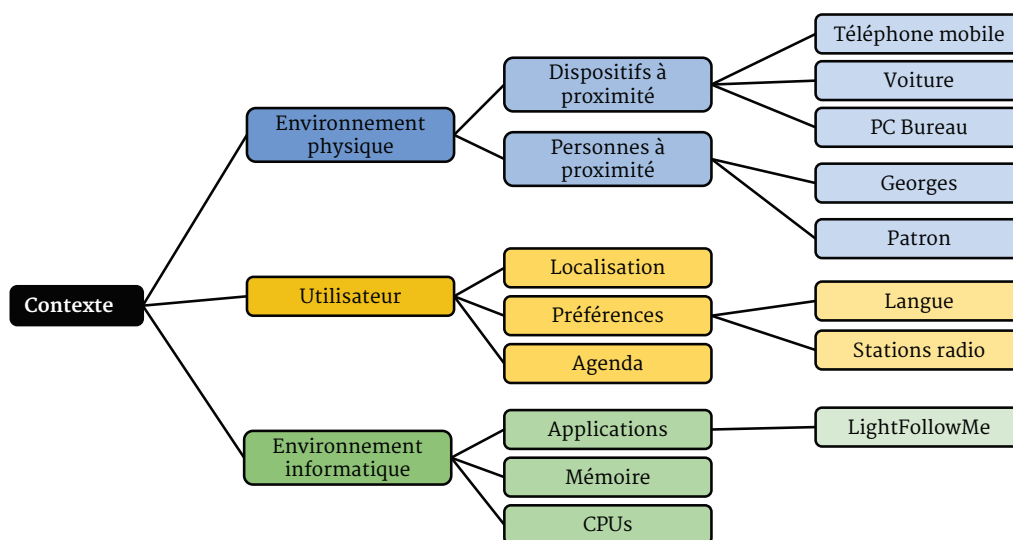 Contexte
Environnement
physique
Dispositifs à
proximité
Téléphone mobile
Voiture
PC Bureau
Personnes à
proximité
Georges
Patron
Utilisateur
Localisation
Préférences
Langue
Stations radio
Agenda
Environnement
informatique
Applications
LightFollowMe
Mémoire
CPUs